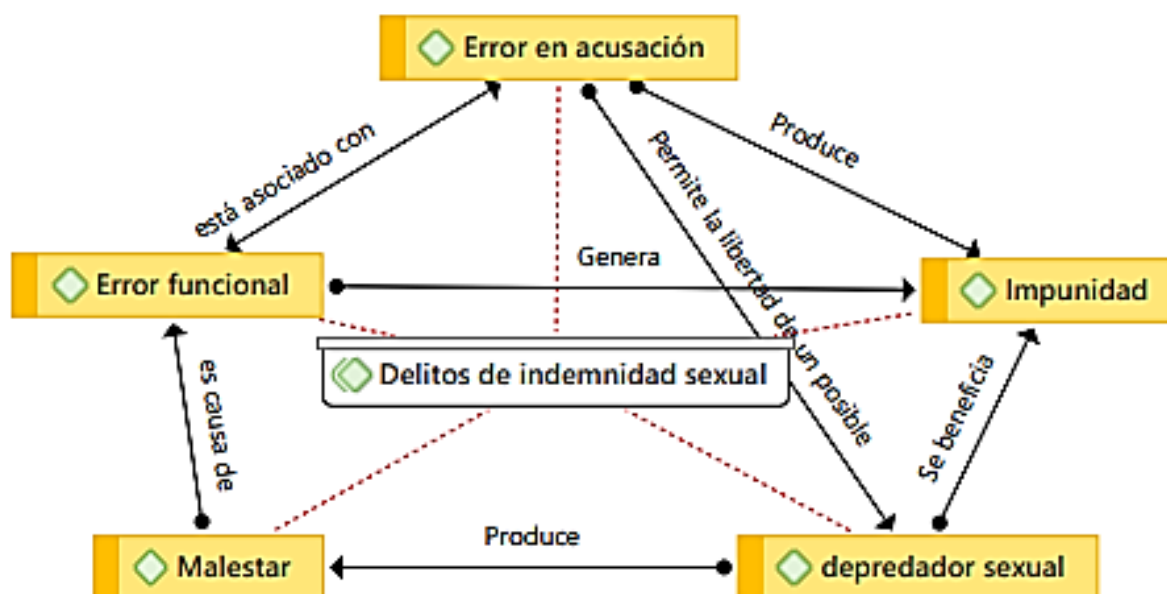 Error en acusación
está asociado con
Produce
Permite la libertad de un posible
Error funcional
Genera
Impunidad
Delitos de indemnidad sexual
es causa de
Se beneficia
Malestar
Produce
depredador sexual